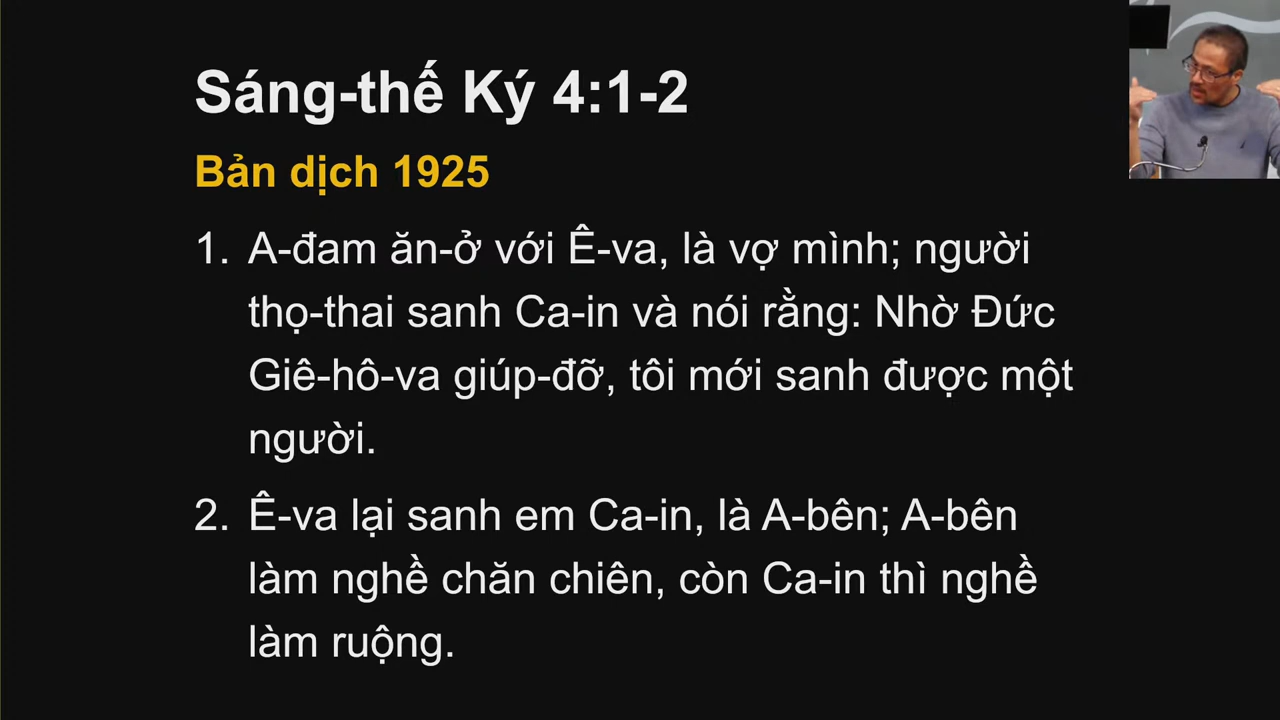 Sáng-thế Ký 4:1-2
Bản dịch 1925
1. A-đam ăn-ở với Ê-va, là vợ mình; người
thọ-thai sanh Ca-in và nói rằng: Nhờ Đức
Giê-hô-va giúp-đỡ, tôi mới sanh được một
người.
2. Ê-va lại sanh em Ca-in, là A-bên; A-bên
làm nghề chăn chiên, còn Ca-in thì nghề
làm ruộng.